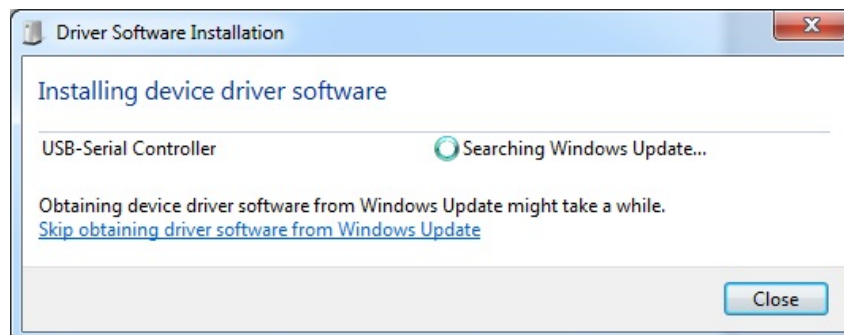 Driver Software Installation
Installing device driver software
USB-Serial Controller Searching Windows Update...
Obtaining device driver software from Windows Update might take a while.
Skip obtaining driver software from Windows Update
Close